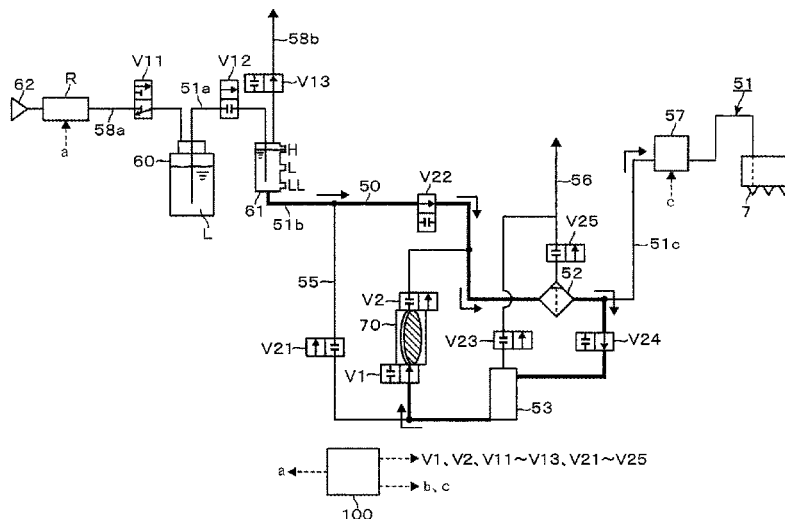 58b
V11
V12
V13
62
R
51a
58a
a
60
L
H
L
LL
61
51b
50
V22
56
57
51
c
7
51c
V25
52
55
V2
70
V21
V1
V23
V24
53
a
V1、V2、V11～V13、V21～V25
b、c
100